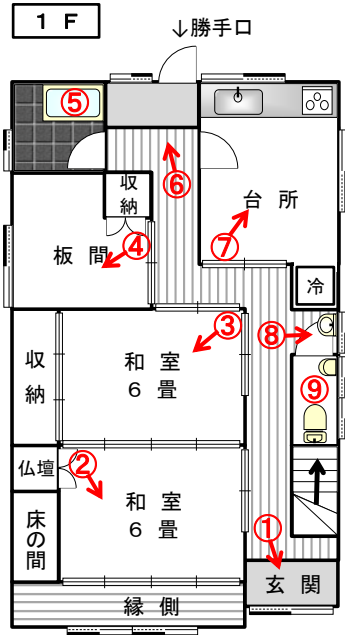 １Ｆ
↓勝手口
⑤
⑥
収
納
台所
⑦
板間
④
冷
③
⑧
収
納
和室
６畳
⑨
仏壇
②
和室
６畳
床の間
①
玄関
縁側